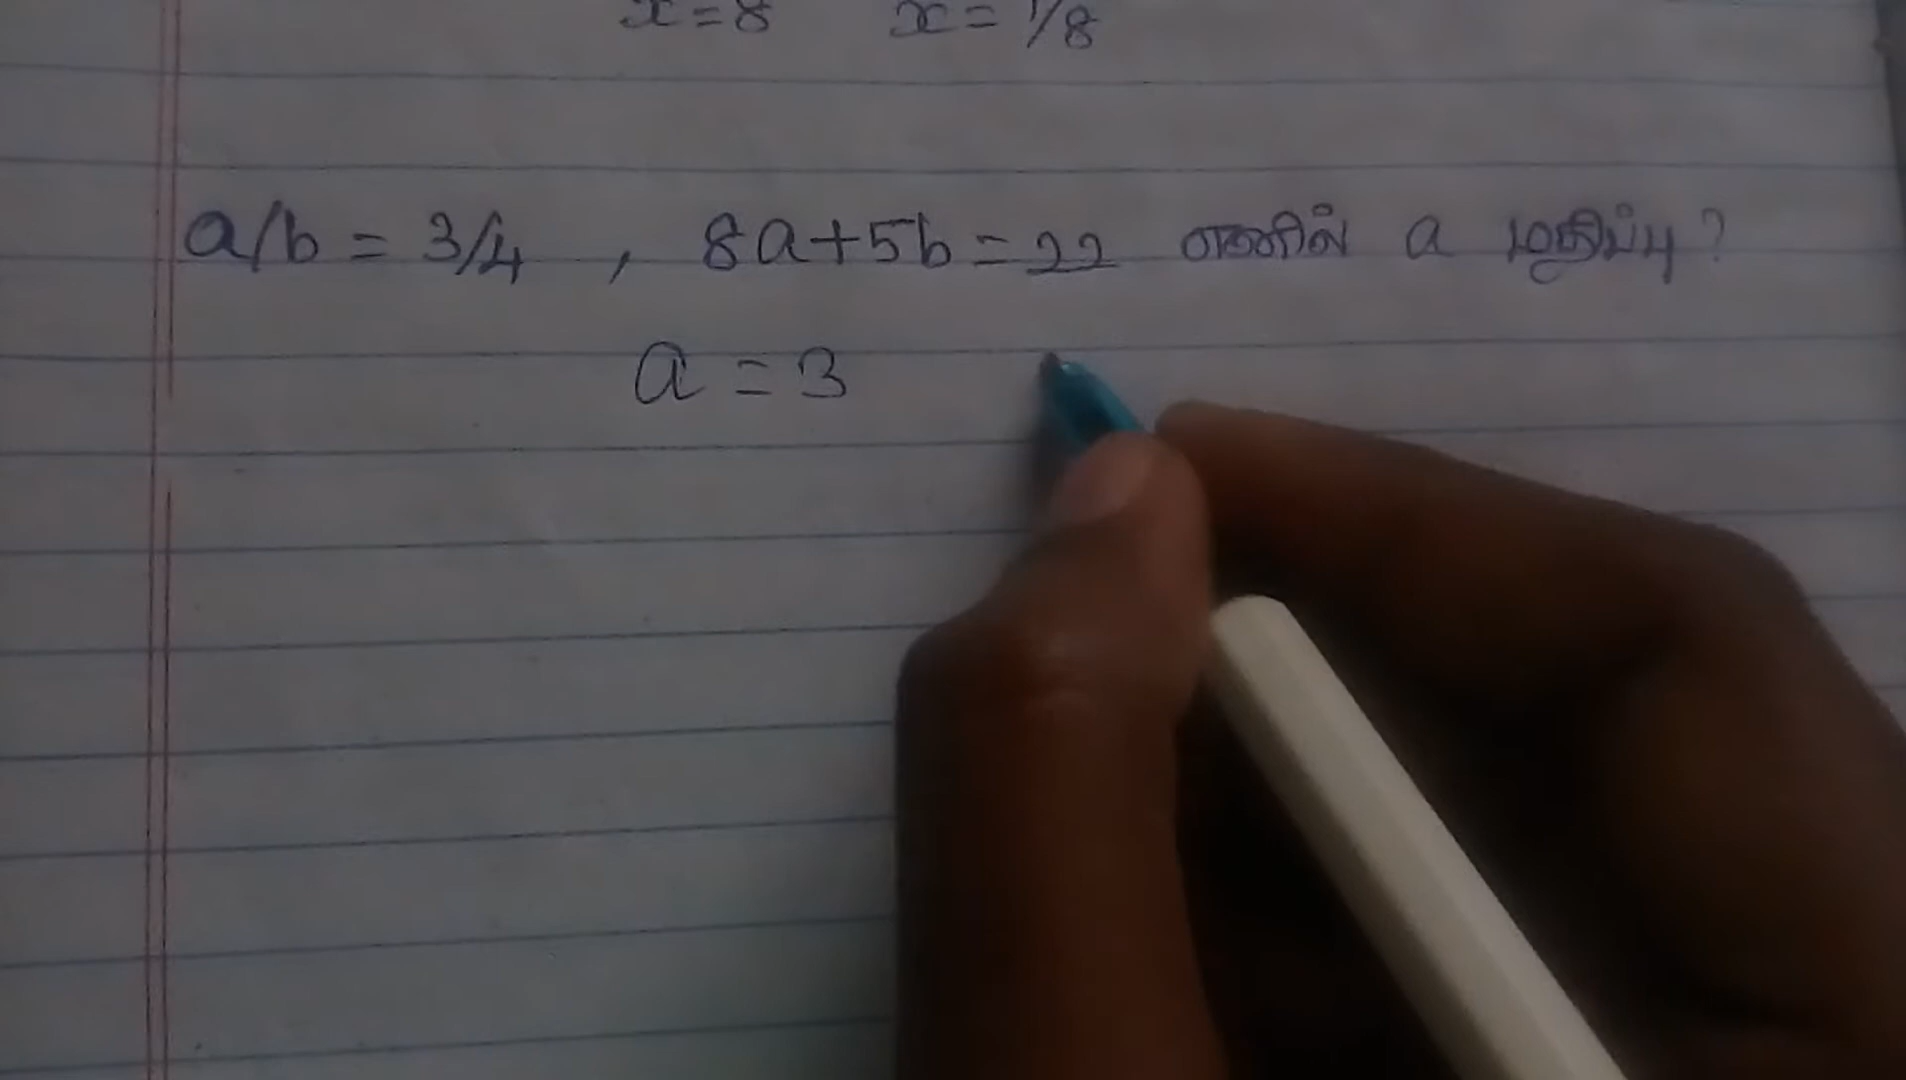 x=8 x= 1/8
a/b = 3/4 , 8a+5b=22 எனில் a மதிப்பு?
a = 3